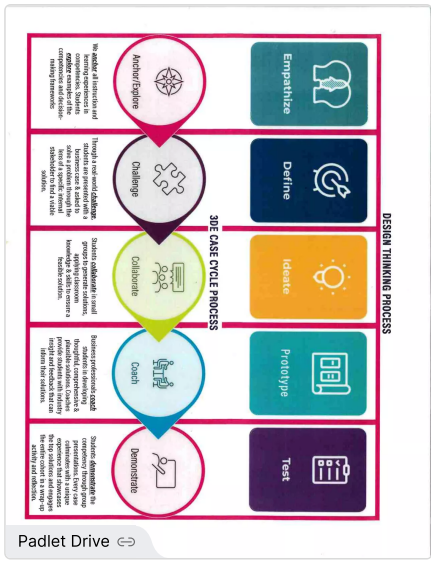 DESIGN THINKING PROCESS
Empathize
Define
Ideate
Prototype
Test
3DE CASE CYCLE PROCESS
Anchor/Explore
Challenge
Collaborate
Coach
Demonstrate
We anchor all instruction and
learning experiences in
competencies. Students
explore examples of the
competencies and decision-
making frameworks
Through a real-world challenge,
students are presented with a
business case & asked to
solve a problem through the
lens of a specific internal
stakeholder to find a viable
solution.
Students collaborate in small
groups to generate solutions,
applying classroom
knowledge & skills to ensure a
feasible solution.
Business professionals coach
students in developing
thoughtful, comprehensive &
plausible solutions. Coaches
provide students with industry
insight and feedback that can
inform their solutions.
Students demonstrate the
competency through group
presentations. Every case
culminates with a unique
experience that showcases
the top solutions and engages
the entire cohort in a wrap-up
activity and reflection.
Padlet Drive